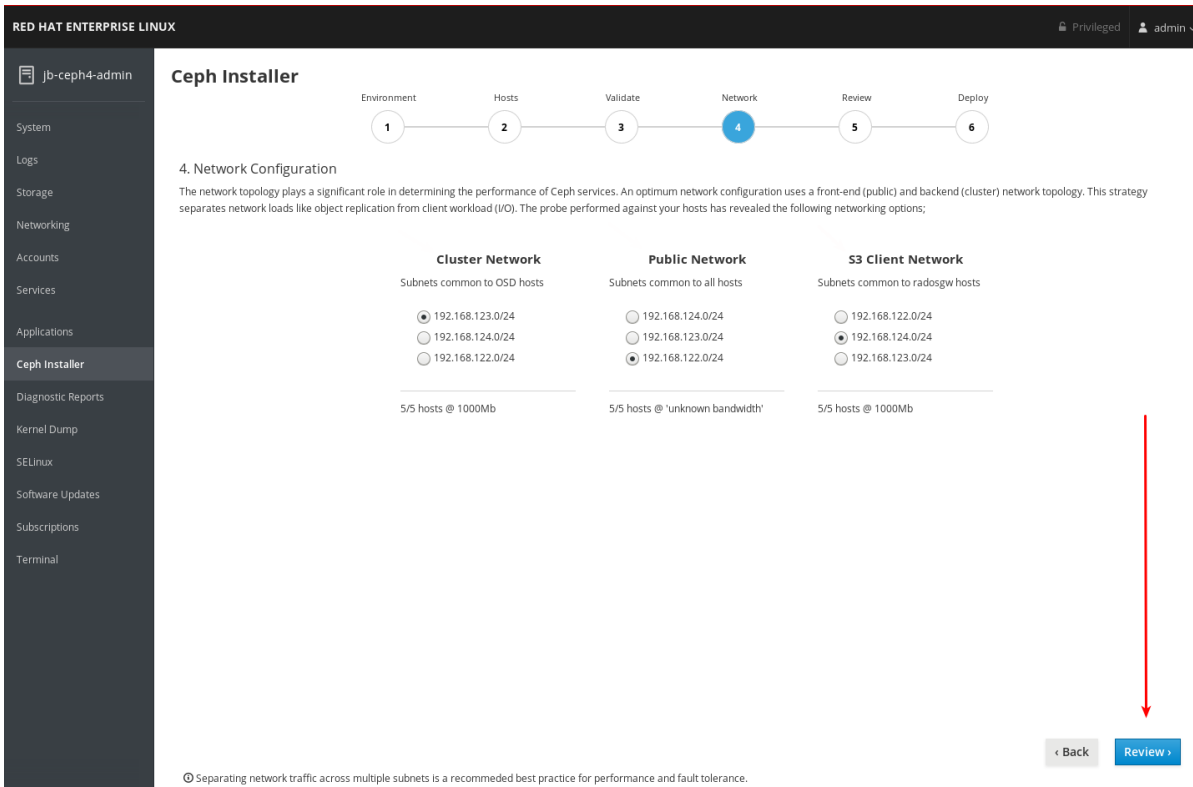 RED HAT ENTERPRISE LINUX
Privileged
admin
jb-ceph4-admin
System
Logs
Storage
Networking
Accounts
Services
Applications
Ceph Installer
Diagnostic Reports
Kernel Dump
SELinux
Software Updates
Subscriptions
Terminal
Ceph Installer
Environment Hosts Validate Network Review Deploy
1 2 3 4 5 6
4. Network Configuration
The network topology plays a significant role in determining the performance of Ceph services. An optimum network configuration uses a front-end (public) and backend (cluster) network topology. This strategy
separates network loads like object replication from client workload (I/O). The probe performed against your hosts has revealed the following networking options;
Cluster Network
Subnets common to OSD hosts
192.168.123.0/24
192.168.124.0/24
192.168.122.0/24
5/5 hosts @ 1000Mb
Public Network
Subnets common to all hosts
192.168.124.0/24
192.168.123.0/24
192.168.122.0/24
5/5 hosts @ 'unknown bandwidth'
S3 Client Network
Subnets common to radosgw hosts
192.168.122.0/24
192.168.124.0/24
192.168.123.0/24
5/5 hosts @ 1000Mb
‹ Back
Review ›
Separating network traffic across multiple subnets is a recommeded best practice for performance and fault tolerance.